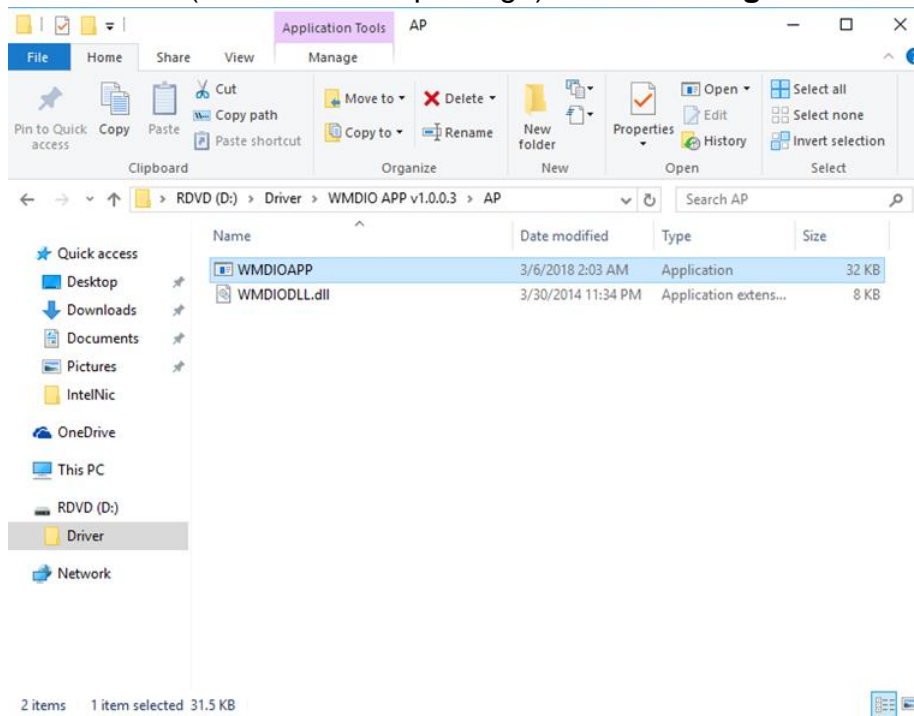 Application Tools AP
File Home Share View Manage
Pin to Quick access
Copy
Paste
Cut
Copy path
Paste shortcut
Move to
Copy to
Delete
Rename
New folder
Properties
Open
Edit
History
Select all
Select none
Invert selection
Clipboard Organize New Open Select
RDVD (D:) Driver WMDIO APP v1.0.0.3 AP Search AP
Name Date modified Type Size
WMDIOAPP 3/6/2018 2:03 AM Application 32 KB
WMDIODLL.dll 3/30/2014 11:34 PM Application extens... 8 KB
Quick access
Desktop
Downloads
Documents
Pictures
IntelNic
OneDrive
This PC
RDVD (D:)
Driver
Network
2 items 1 item selected 31.5 KB